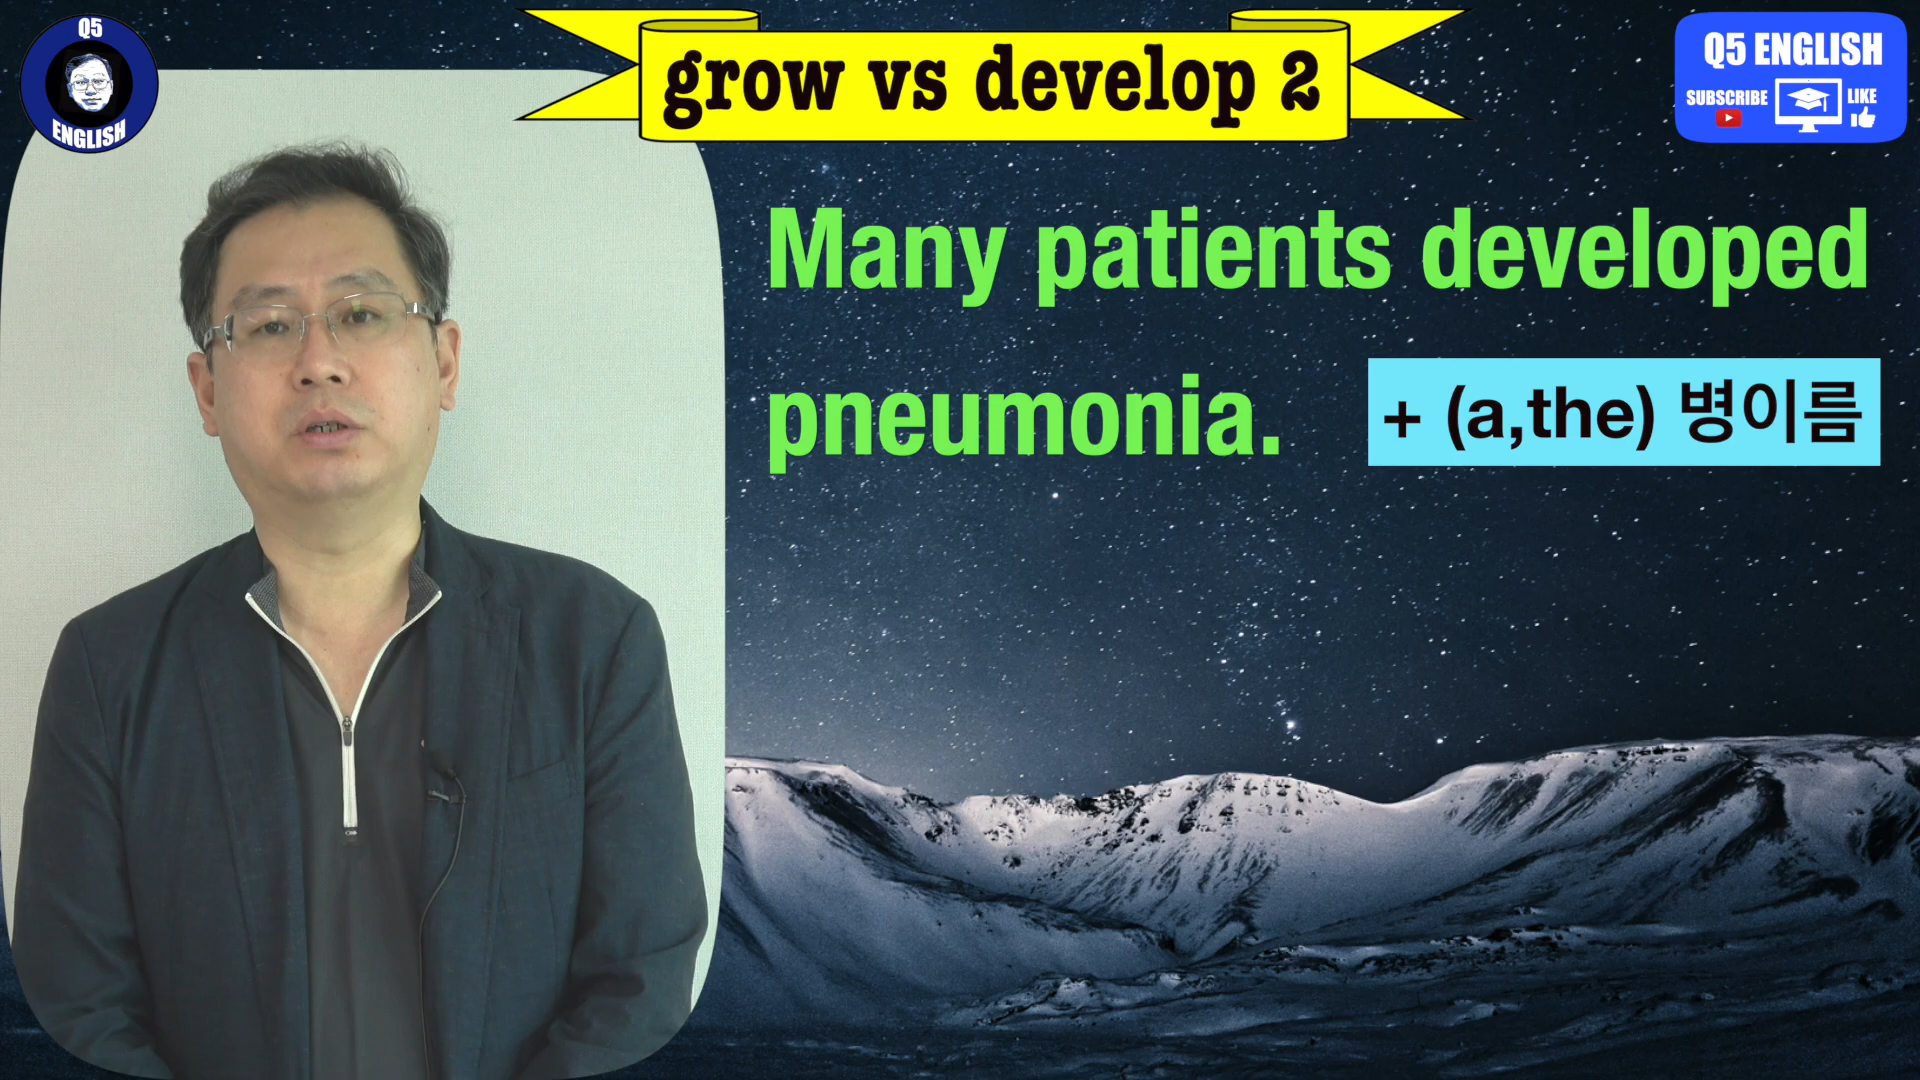 Q5
ENGLISH
grow vs develop 2
Q5 ENGLISH
SUBSCRIBE
LIKE
Many patients developed
pneumonia.
+ (a,the) 병이름